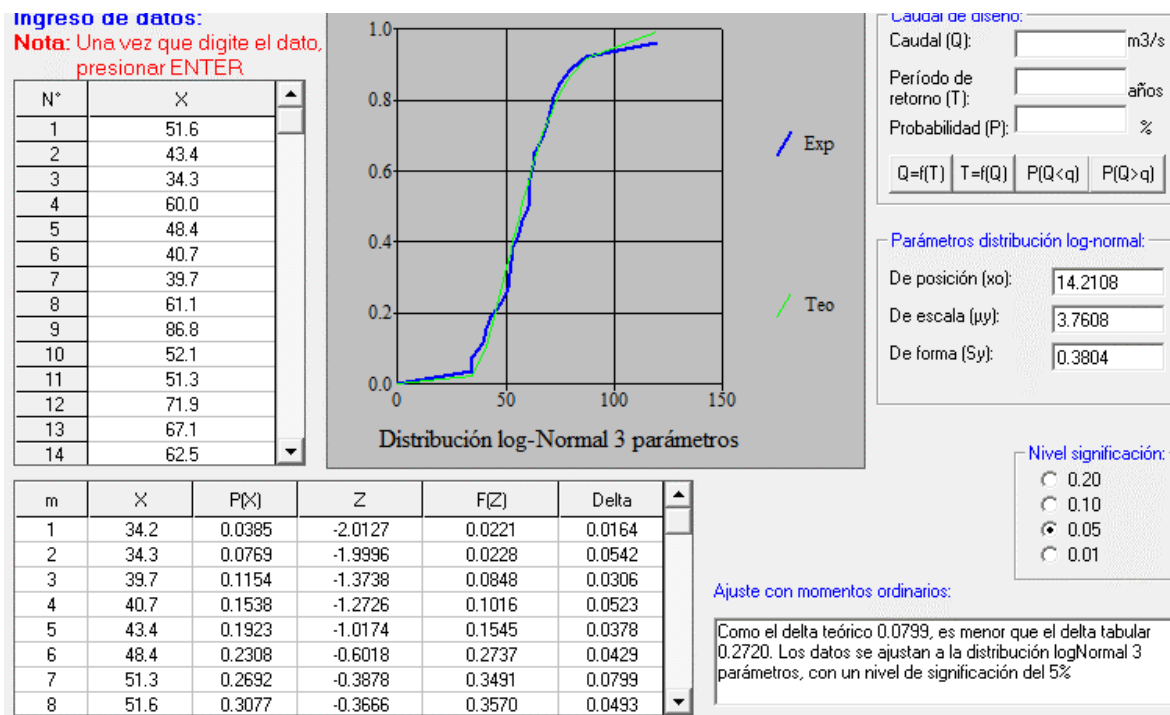 Ingreso de datos:
Nota: Una vez que digite el dato,
presionar ENTER
N° X
1 51.6
2 43.4
3 34.3
4 60.0
5 48.4
6 40.7
7 39.7
8 61.1
9 86.8
10 52.1
11 51.3
12 71.9
13 67.1
14 62.5
1.0
0.8
0.6
0.4
0.2
0.0
0 50 100 150
Distribución log-Normal 3 parámetros
Exp
Teo
Caudal de diseño:
Caudal (Q): m3/s
Período de
retorno (T): años
Probabilidad (P): %
Q=f(T) T=f(Q) P(Q<q) P(Q>q)
Parámetros distribución log-normal:
De posición (xo): 14.2108
De escala (µy): 3.7608
De forma (Sy): 0.3804
Nivel significación:
0.20
0.10
0.05
0.01
m X P(X) Z F(Z) Delta
1 34.2 0.0385 -2.0127 0.0221 0.0164
2 34.3 0.0769 -1.9996 0.0228 0.0542
3 39.7 0.1154 -1.3738 0.0848 0.0306
4 40.7 0.1538 -1.2726 0.1016 0.0523
5 43.4 0.1923 -1.0174 0.1545 0.0378
6 48.4 0.2308 -0.6018 0.2737 0.0429
7 51.3 0.2692 -0.3878 0.3491 0.0799
8 51.6 0.3077 -0.3666 0.3570 0.0493
Ajuste con momentos ordinarios:
Como el delta teórico 0.0799, es menor que el delta tabular
0.2720. Los datos se ajustan a la distribución logNormal 3
parámetros, con un nivel de significación del 5%